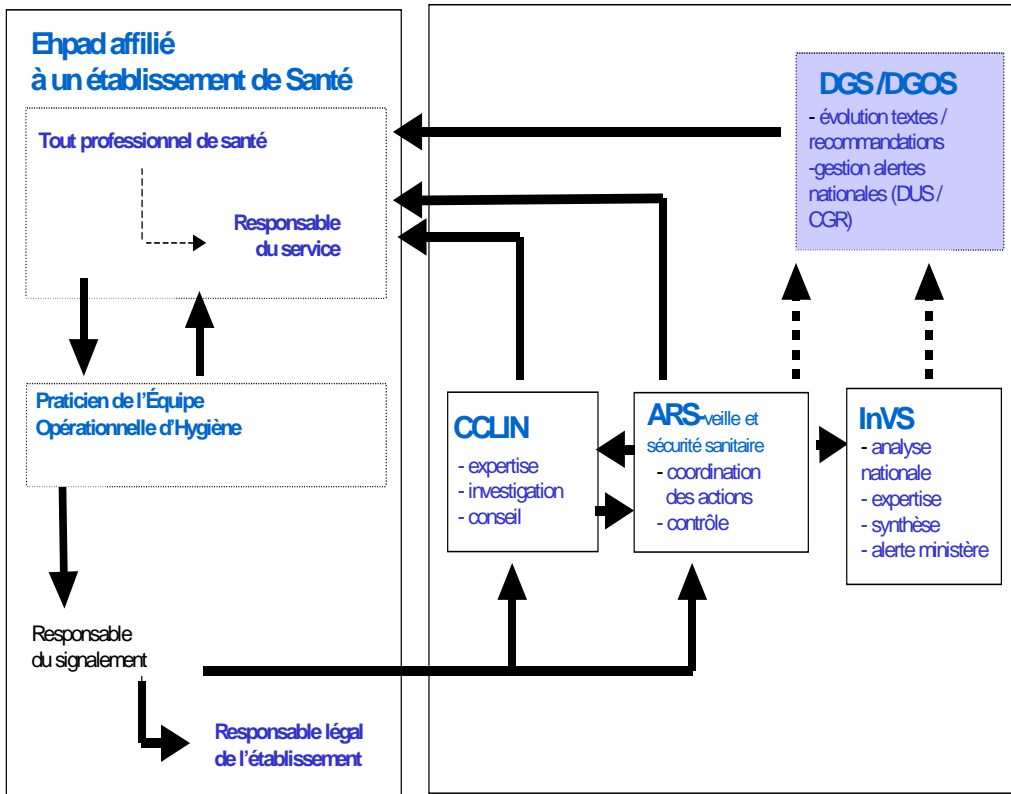 Ehpad affilié
à un établissement de Santé
Tout professionnel de santé
Responsable
du service
Praticien de l'Équipe
Opérationnelle d'Hygiène
Responsable
du signalement
Responsable légal
de l'établissement
DGS /DGOS
- évolution textes /
recommandations
-gestion alertes
nationales (DUS /
CGR)
CCLIN
- expertise
- investigation
- conseil
ARS-veille et
sécurité sanitaire
- coordination
des actions
- contrôle
InVS
- analyse
nationale
- expertise
- synthèse
- alerte ministère